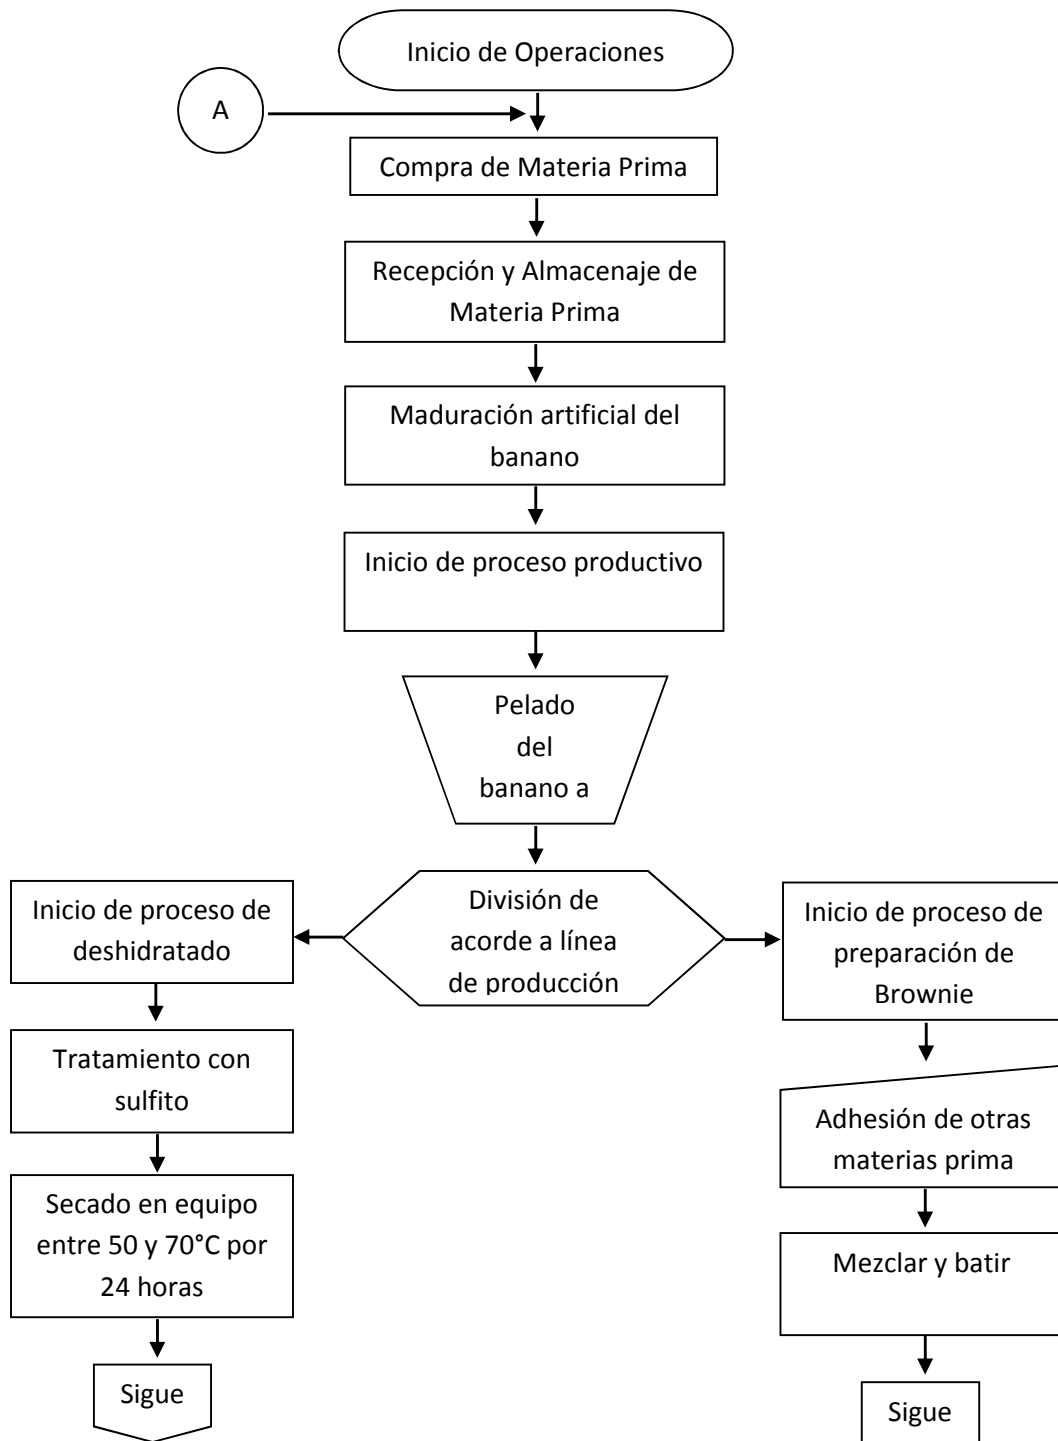 Inicio de Operaciones
A
Compra de Materia Prima
Recepción y Almacenaje de
Materia Prima
Maduración artificial del
banano
Inicio de proceso productivo
Pelado
del
banano a
División de
acorde a línea
de producción
Inicio de proceso de
deshidratado
Tratamiento con
sulfito
Secado en equipo
entre 50 y 70°C por
24 horas
Sigue
Inicio de proceso de
preparación de
Brownie
Adhesión de otras
materias prima
Mezclar y batir
Sigue